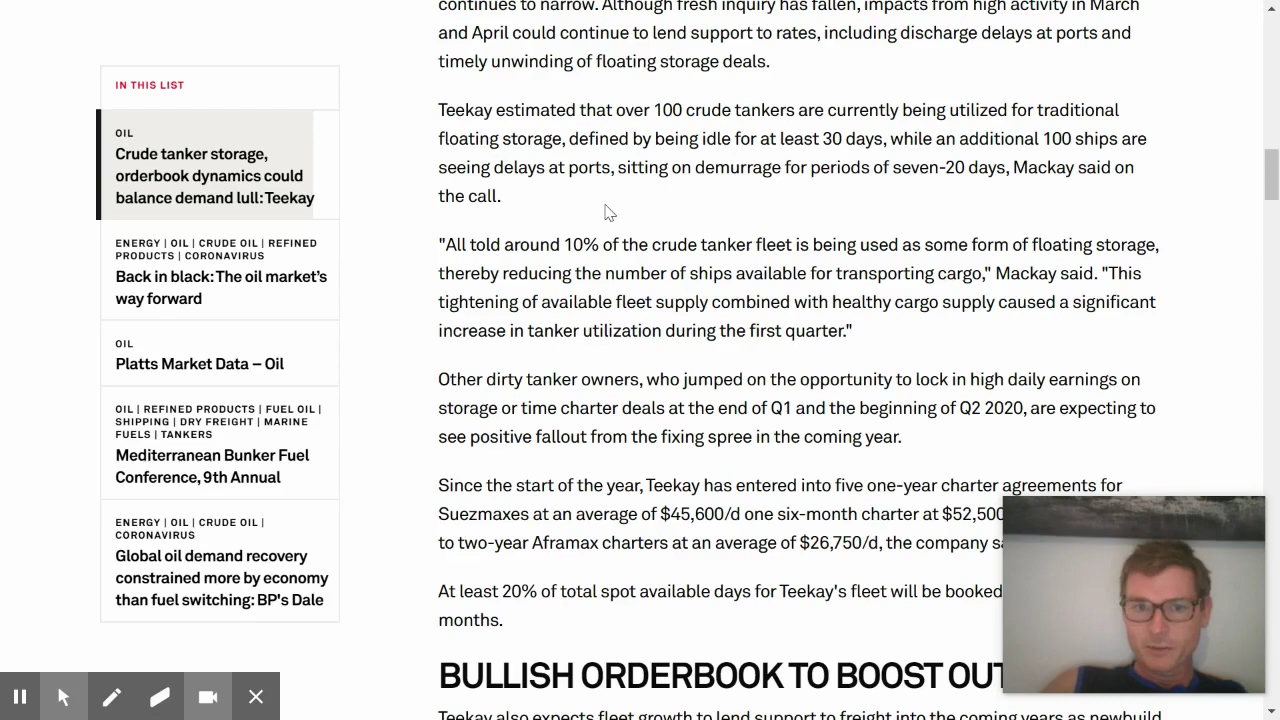 continues to narrow. Although fresh inquiry has fallen, impacts from high activity in March
and April could continue to lend support to rates, including discharge delays at ports and
timely unwinding of floating storage deals.
IN THIS LIST
OIL
Crude tanker storage,
orderbook dynamics could
balance demand lull: Teekay
ENERGY | OIL | CRUDE OIL | REFINED
PRODUCTS | CORONAVIRUS
Back in black: The oil market's
way forward
OIL
Platts Market Data – Oil
OIL | REFINED PRODUCTS | FUEL OIL |
SHIPPING | DRY FREIGHT | MARINE
FUELS | TANKERS
Mediterranean Bunker Fuel
Conference, 9th Annual
ENERGY | OIL | CRUDE OIL |
CORONAVIRUS
Global oil demand recovery
constrained more by economy
than fuel switching: BP's Dale
Teekay estimated that over 100 crude tankers are currently being utilized for traditional
floating storage, defined by being idle for at least 30 days, while an additional 100 ships are
seeing delays at ports, sitting on demurrage for periods of seven-20 days, Mackay said on
the call.
"All told around 10% of the crude tanker fleet is being used as some form of floating storage,
thereby reducing the number of ships available for transporting cargo," Mackay said. "This
tightening of available fleet supply combined with healthy cargo supply caused a significant
increase in tanker utilization during the first quarter."
Other dirty tanker owners, who jumped on the opportunity to lock in high daily earnings on
storage or time charter deals at the end of Q1 and the beginning of Q2 2020, are expecting to
see positive fallout from the fixing spree in the coming year.
Since the start of the year, Teekay has entered into five one-year charter agreements for
Suezmaxes at an average of $45,600/d one six-month charter at $52,500
to two-year Aframax charters at an average of $26,750/d, the company
At least 20% of total spot available days for Teekay's fleet will be booked
months.
BULLISH ORDERBOOK TO BOOST
Teekay also expects fleet growth to lend support to freight into the coming years as newbuild